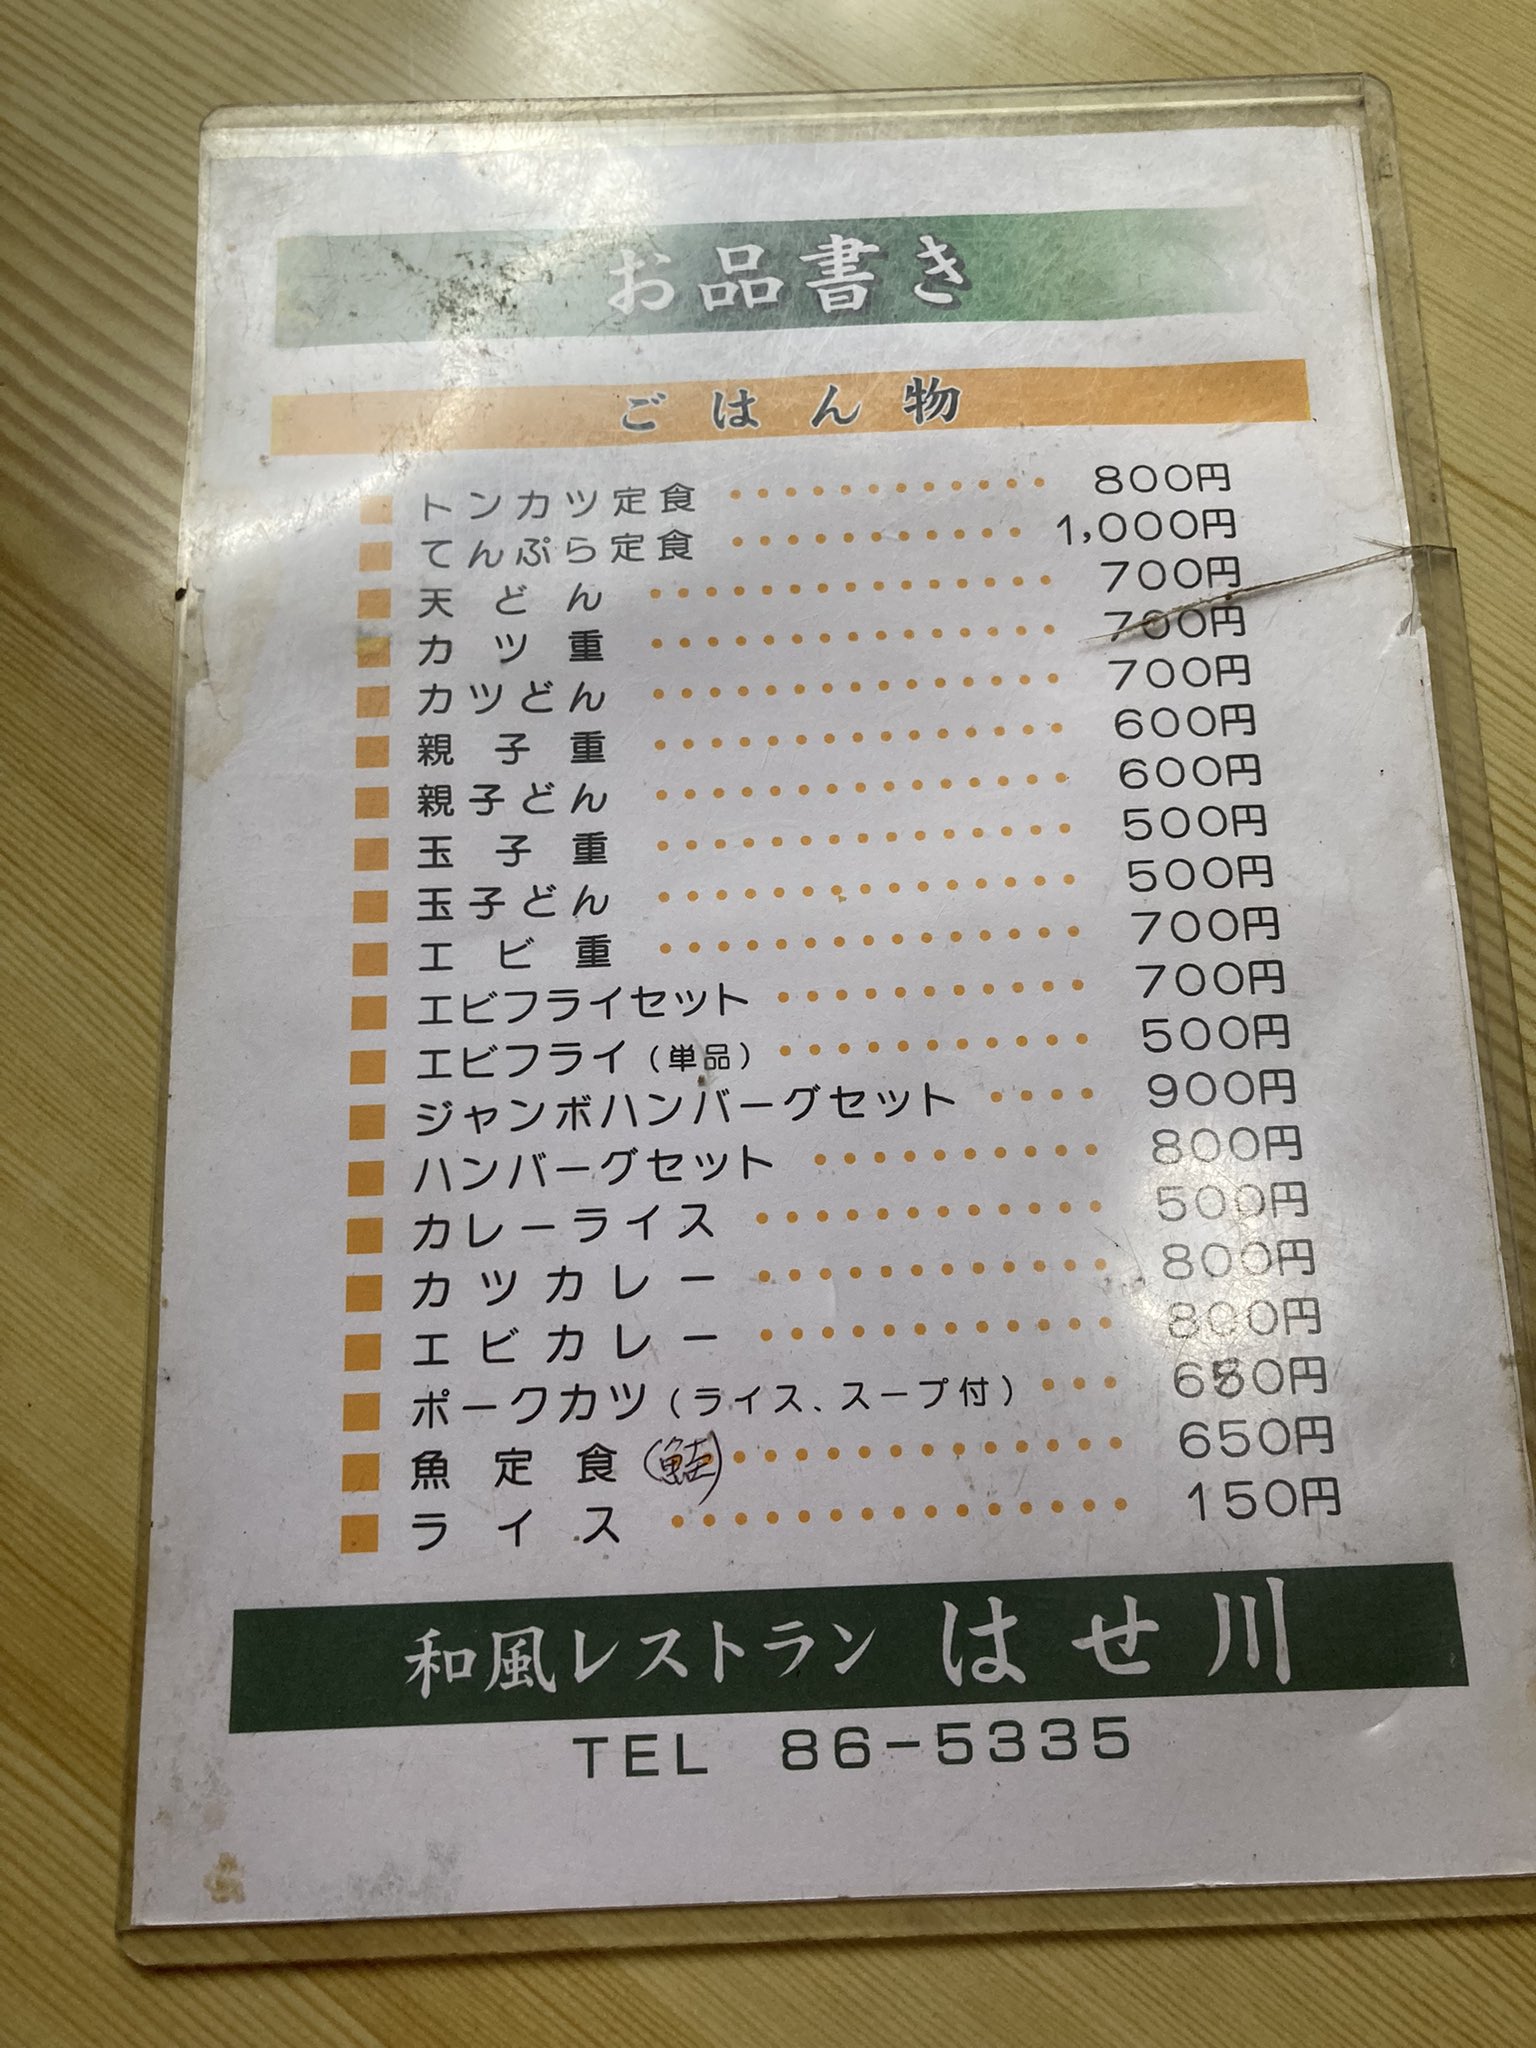 お品書き
ごはん物
トンカツ定食 ・・・・・・・・・・・・ 800円
てんぷら定食 ・・・・・・・・・・・ 1,000円
天どん ・・・・・・・・・・・・・・・ 700円
カツ重 ・・・・・・・・・・・・・・・ 700円
カツどん ・・・・・・・・・・・・・・・ 700円
親子重 ・・・・・・・・・・・・・・・ 600円
親子どん ・・・・・・・・・・・・・・・ 600円
玉子重 ・・・・・・・・・・・・・・・ 500円
玉子どん ・・・・・・・・・・・・・・・ 500円
エビ重 ・・・・・・・・・・・・・・・ 700円
エビフライセット ・・・・・・・・・・・ 700円
エビフライ(単品) ・・・・・・・・・・・ 500円
ジャンボハンバーグセット ・・・・ 900円
ハンバーグセット ・・・・・・・・・・ 800円
カレーライス ・・・・・・・・・・・・ 500円
カツカレー ・・・・・・・・・・・・ 800円
エビカレー ・・・・・・・・・・・・ 800円
ポークカツ(ライス、スープ付) ・・・ 円
魚定食(鮭) ・・・・・・・・・・・・・ 650円
ライス ・・・・・・・・・・・・・・・ 150円
和風レストラン はせ川
TEL 86-5335